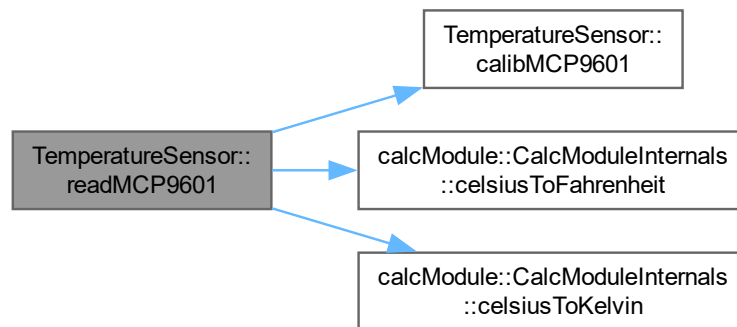 TemperatureSensor::
calibMCP9601
TemperatureSensor::
readMCP9601
calcModule::CalcModuleInternals
::celsiusToFahrenheit
calcModule::CalcModuleInternals
::celsiusToKelvin